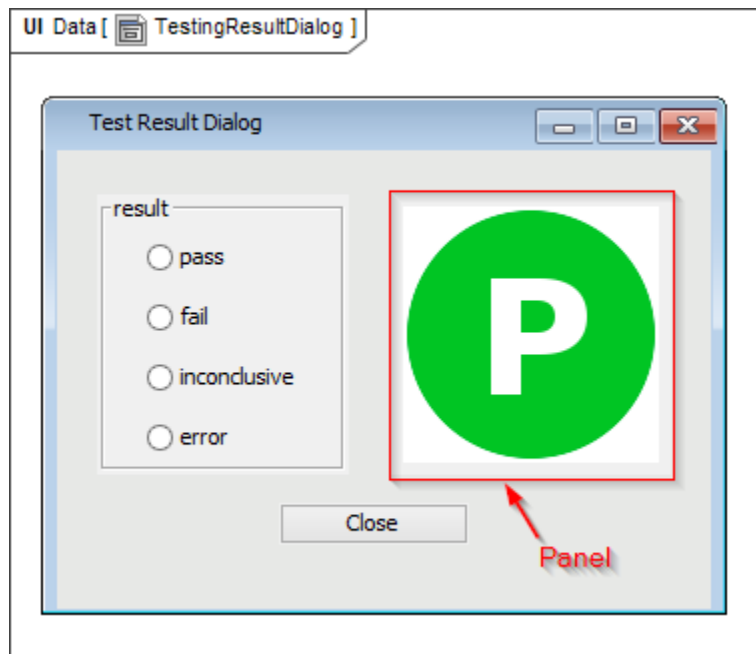 UI Data [ TestingResultDialog ]
Test Result Dialog
result
pass
fail
inconclusive
error
P
Close
Panel